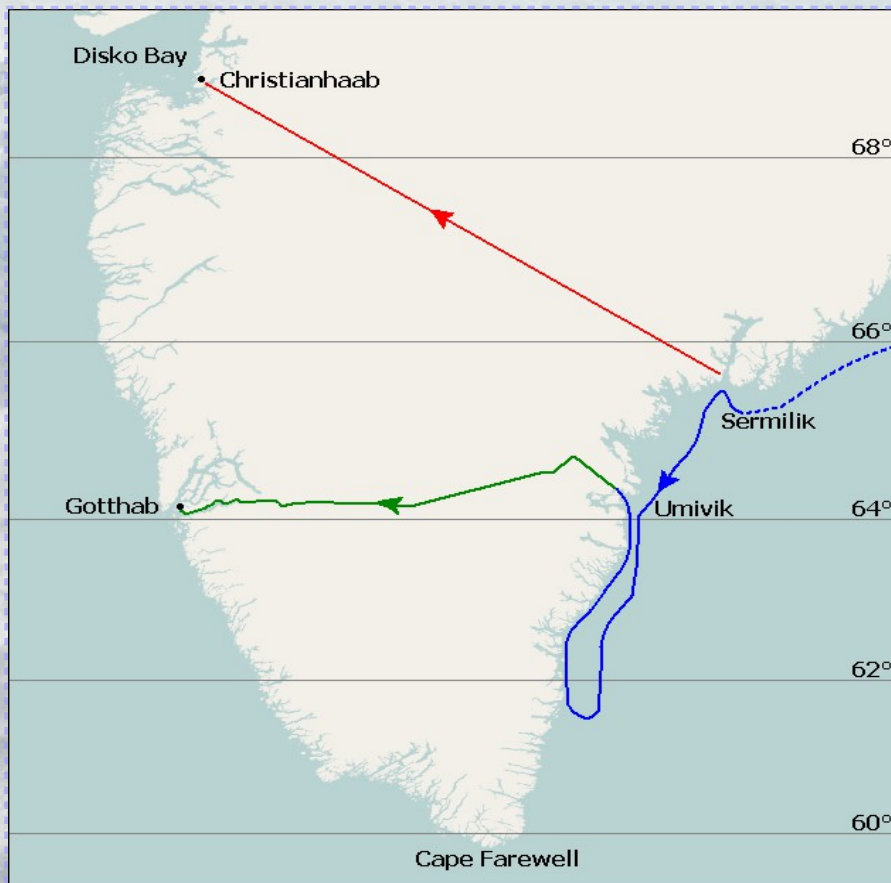 Disko Bay
Christianhaab
68°
66°
Sermilik
Gotthab
Umivik
64°
62°
60°
Cape Farewell